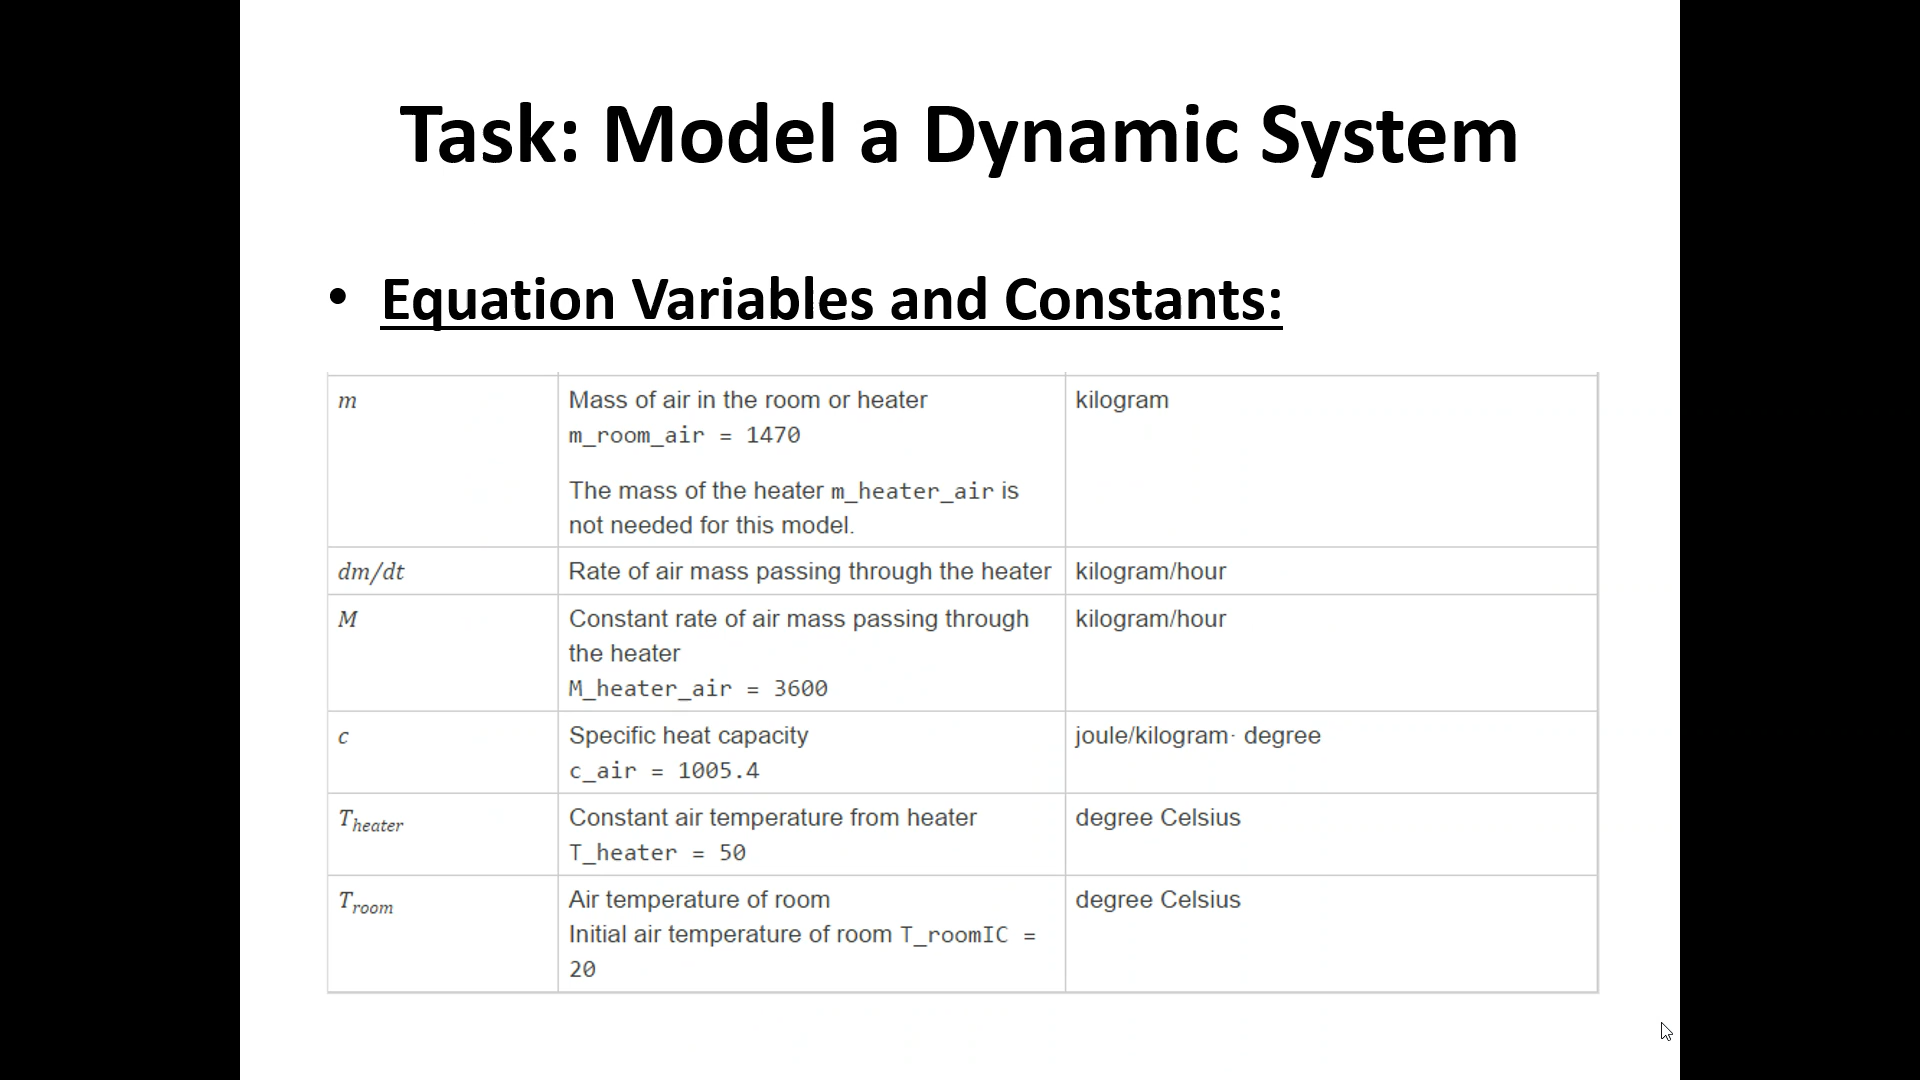 Task: Model a Dynamic System
• Equation Variables and Constants:
m
Mass of air in the room or heater
m_room_air = 1470
The mass of the heater m_heater_air is
not needed for this model.
kilogram
dm/dt
Rate of air mass passing through the heater
kilogram/hour
M
Constant rate of air mass passing through
the heater
M_heater_air = 3600
kilogram/hour
c
Specific heat capacity
c_air = 1005.4
joule/kilogram· degree
T_heater
Constant air temperature from heater
T_heater = 50
degree Celsius
T_room
Air temperature of room
Initial air temperature of room T_roomIC =
20
degree Celsius